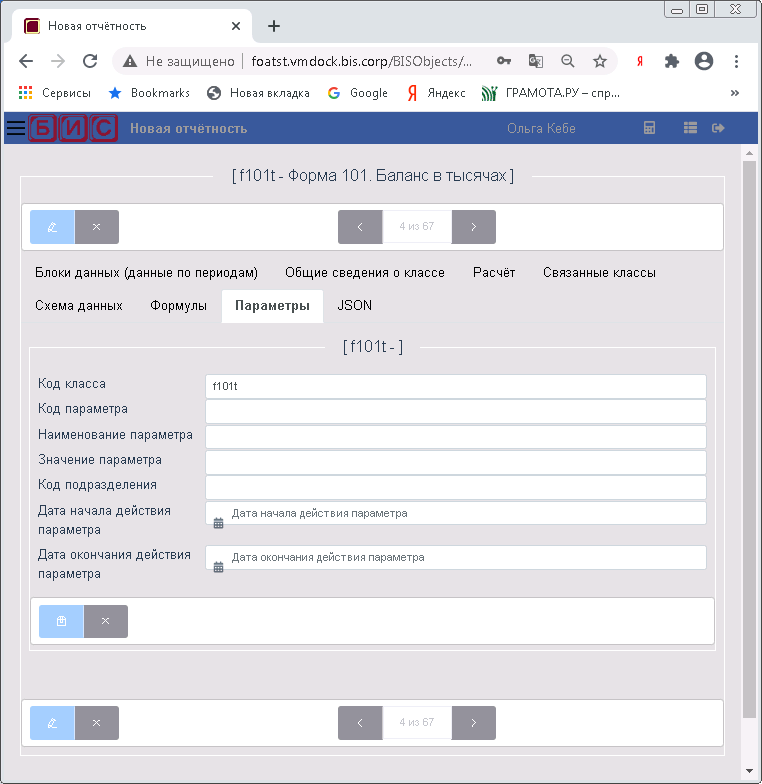 Новая отчётность
Не защищено foatst.vmdock.bis.corp/BISObjects/...
Сервисы Bookmarks Новая вкладка Google Яндекс ГРАМОТА.РУ – спр...
БИС Новая отчётность Ольга Кебе
[ f101t - Форма 101. Баланс в тысячах ]
4 из 67
Блоки данных (данные по периодам) Общие сведения о классе Расчёт Связанные классы
Схема данных Формулы Параметры JSON
[ f101t - ]
Код класса f101t
Код параметра
Наименование параметра
Значение параметра
Код подразделения
Дата начала действия параметра Дата начала действия параметра
Дата окончания действия параметра Дата окончания действия параметра
4 из 67